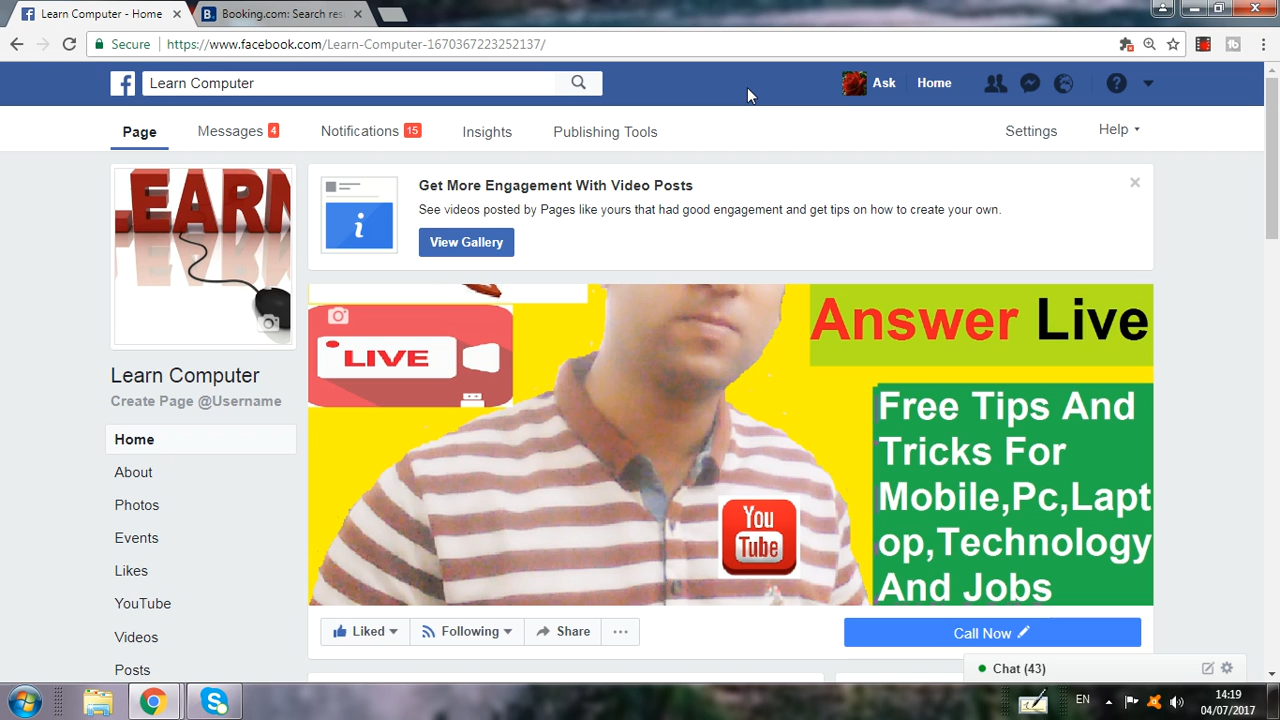 Learn Computer - Home
Booking.com: Search res
Secure
https://www.facebook.com/Learn-Computer-1670367223252137/
Learn Computer
Ask
Home
Page
Messages 4
Notifications 15
Insights
Publishing Tools
Settings
Help
LEARN
Get More Engagement With Video Posts
See videos posted by Pages like yours that had good engagement and get tips on how to create your own.
View Gallery
Answer Live
LIVE
Learn Computer
Create Page @Username
Free Tips And
Tricks For
Mobile,Pc,Lapt
op,Technology
And Jobs
You
Tube
Home
About
Photos
Events
Likes
YouTube
Videos
Posts
Liked
Following
Share
Call Now
Chat (43)
EN
14:19
04/07/2017